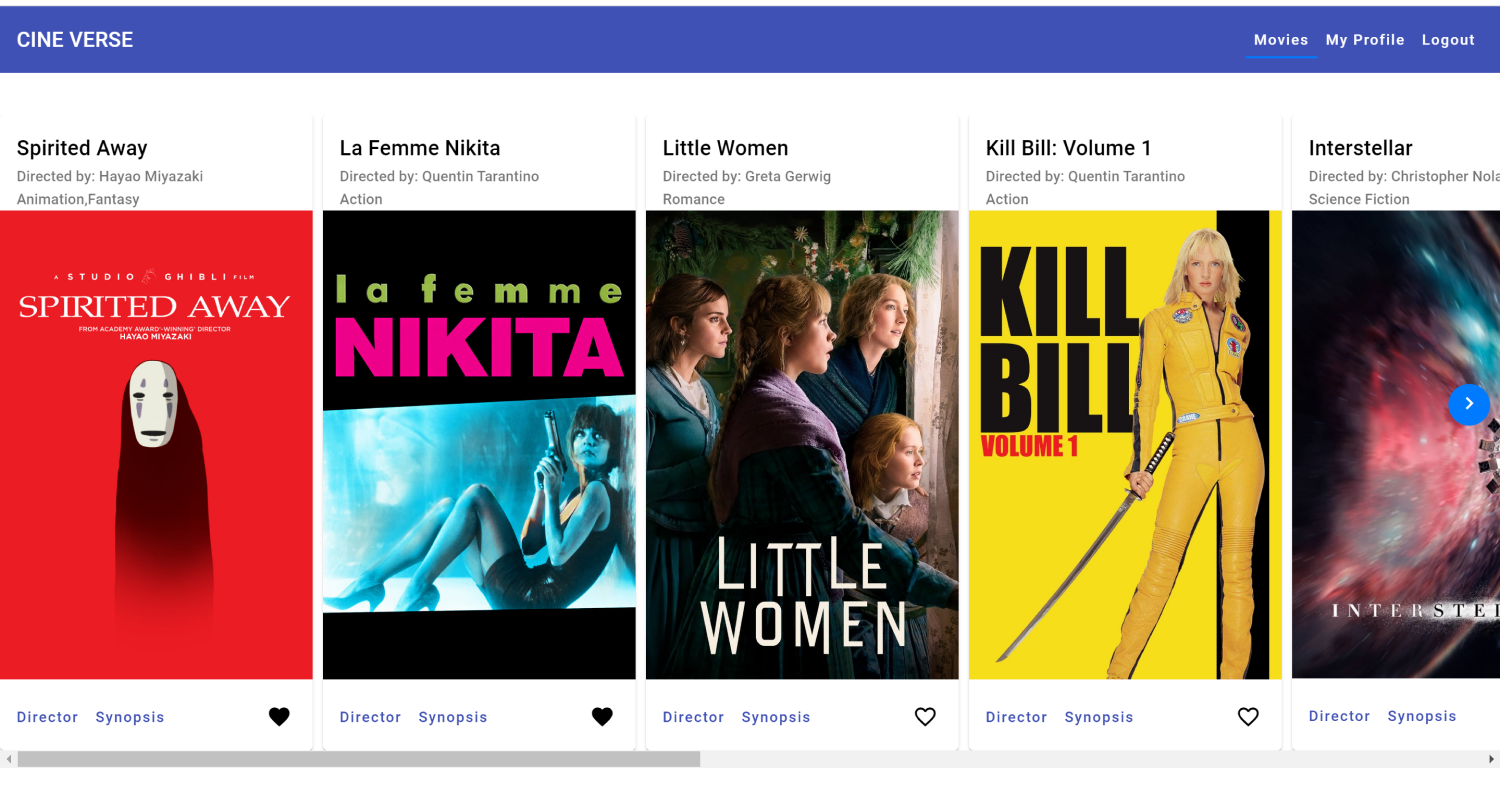 CINE VERSE
Movies My Profile Logout
Spirited Away
Directed by: Hayao Miyazaki
Animation,Fantasy
A STUDIO GHIBLI FILM
SPIRITED AWAY
FROM ACADEMY AWARD®-WINNING DIRECTOR
HAYAO MIYAZAKI
Director Synopsis
La Femme Nikita
Directed by: Quentin Tarantino
Action
la femme
NIKITA
Director Synopsis
Little Women
Directed by: Greta Gerwig
Romance
LITTLE
WOMEN
Director Synopsis
Kill Bill: Volume 1
Directed by: Quentin Tarantino
Action
KILL
BILL
VOLUME 1
Director Synopsis
Interstellar
Directed by: Christopher Nola
Science Fiction
INTERSTEL
Director Synopsis